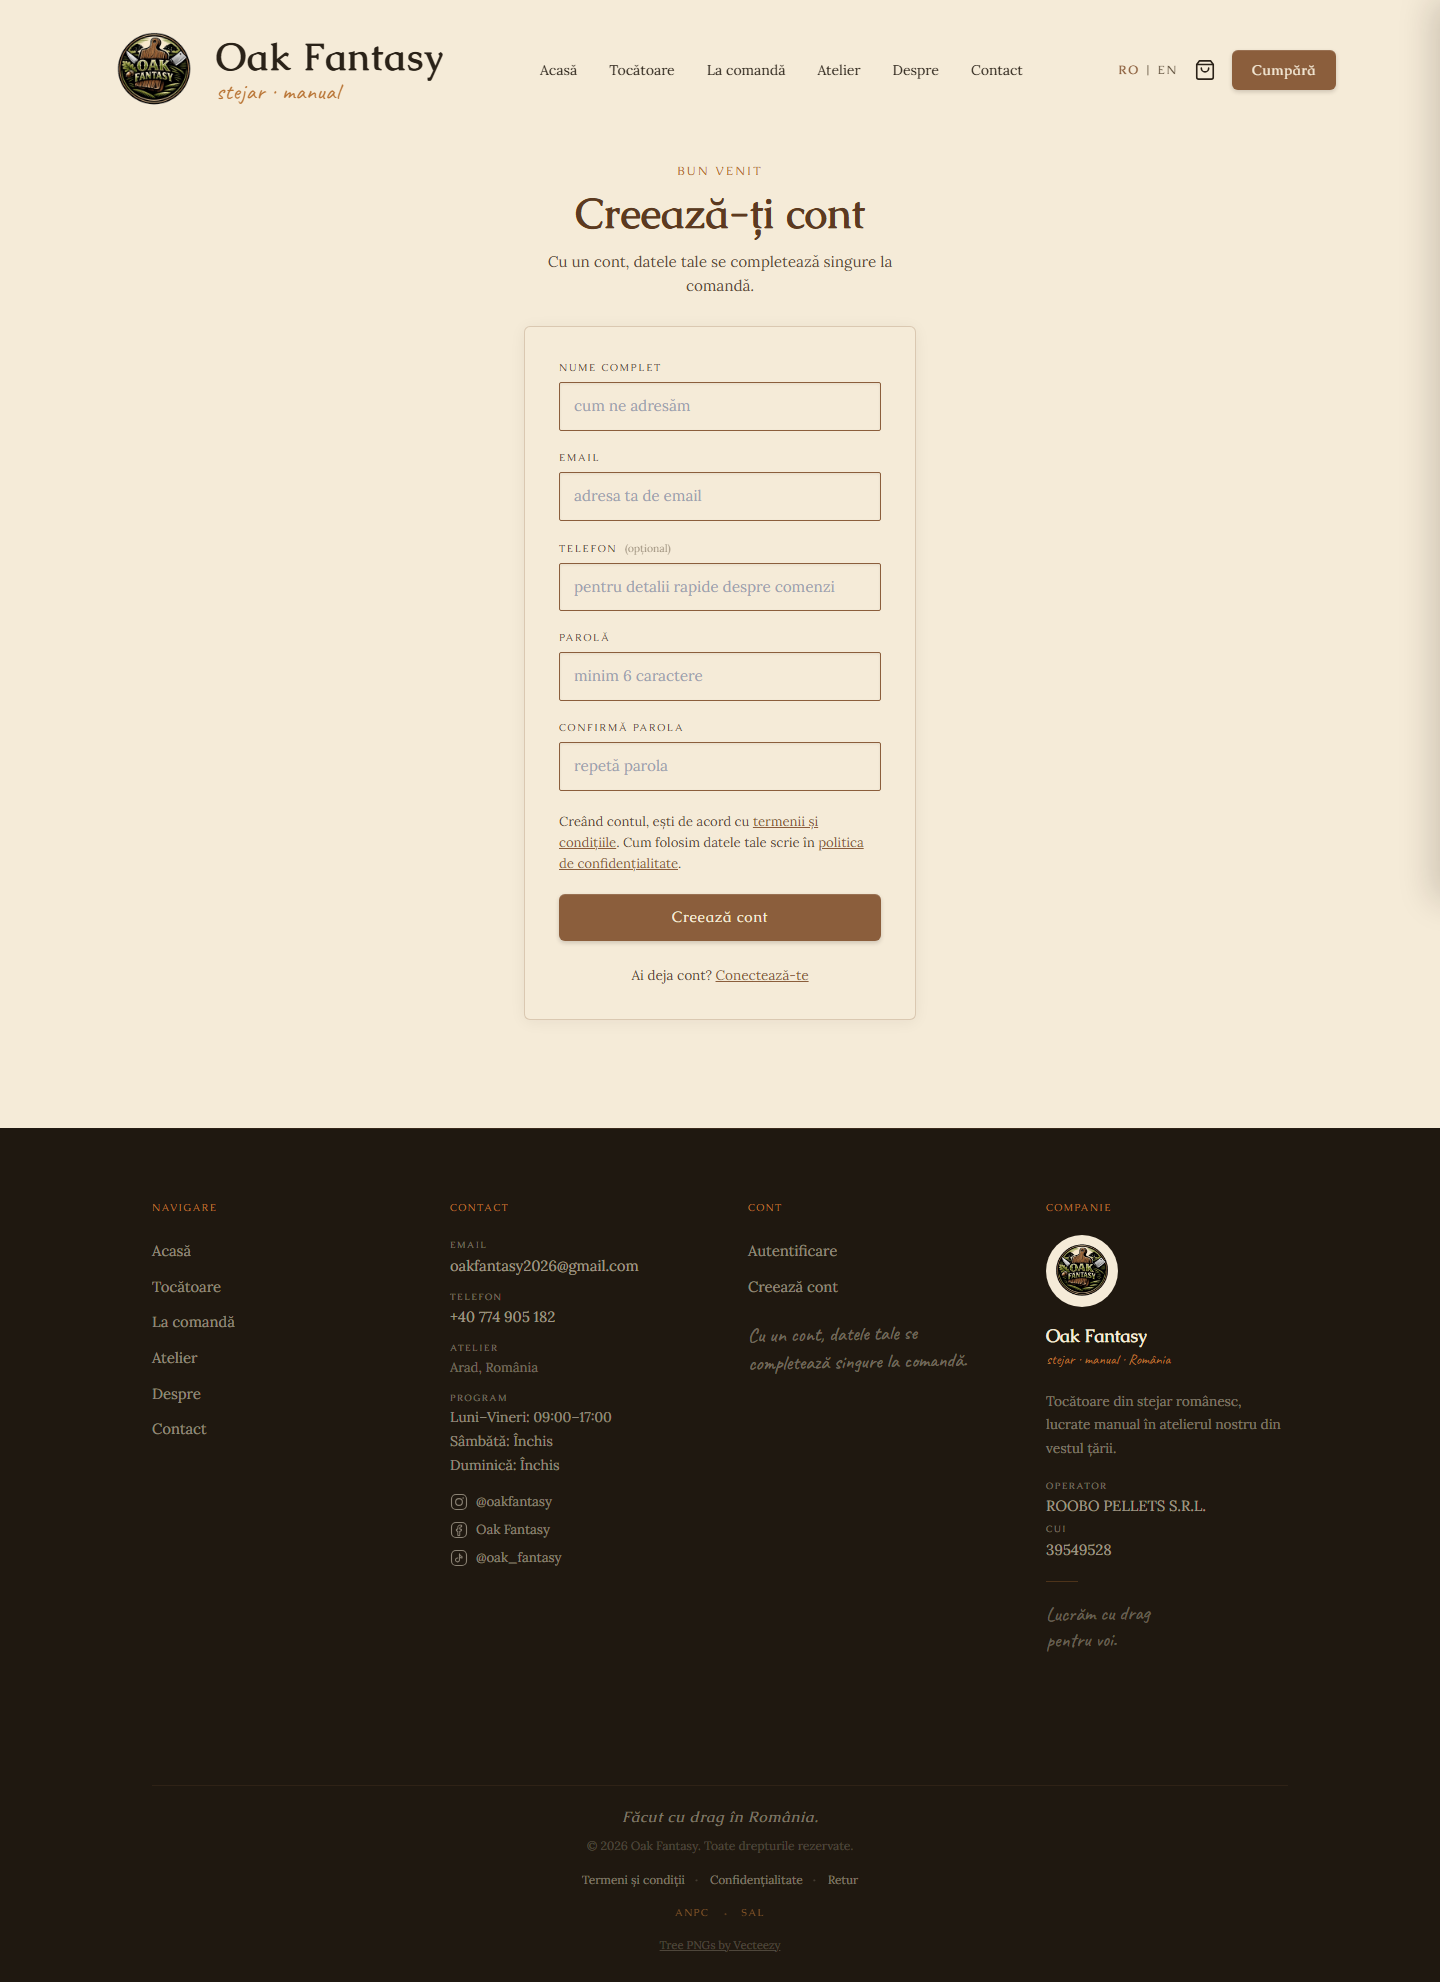 OAK
FANTASY
Oak Fantasy
stejar · manual
Acasă
Tocătoare
La comandă
Atelier
Despre
Contact
RO | EN
Cumpără
BUN VENIT
Creează-ți cont
Cu un cont, datele tale se completează singure la
comandă.
NUME COMPLET
cum ne adresăm
EMAIL
adresa ta de email
TELEFON (opțional)
pentru detalii rapide despre comenzi
PAROLĂ
minim 6 caractere
CONFIRMĂ PAROLA
repetă parola
Creând contul, ești de acord cu termenii și
condițiile. Cum folosim datele tale scrie în politica
de confidențialitate.
Creează cont
Ai deja cont? Conectează-te
NAVIGARE
Acasă
Tocătoare
La comandă
Atelier
Despre
Contact
CONTACT
EMAIL
oakfantasy2026@gmail.com
TELEFON
+40 774 905 182
ATELIER
Arad, România
PROGRAM
Luni–Vineri: 09:00–17:00
Sâmbătă: Închis
Duminică: Închis
@oakfantasy
Oak Fantasy
@oak_fantasy
CONT
Autentificare
Creează cont
Cu un cont, datele tale se
completează singure la comandă.
COMPANIE
OAK
FANTASY
Oak Fantasy
stejar · manual · România
Tocătoare din stejar românesc,
lucrate manual în atelierul nostru din
vestul țării.
OPERATOR
ROOBO PELLETS S.R.L.
CUI
39549528
Lucrăm cu drag
pentru voi.
Făcut cu drag în România.
© 2026 Oak Fantasy. Toate drepturile rezervate.
Termeni și condiții · Confidențialitate · Retur
ANPC · SAL
Tree PNGs by Vecteezy